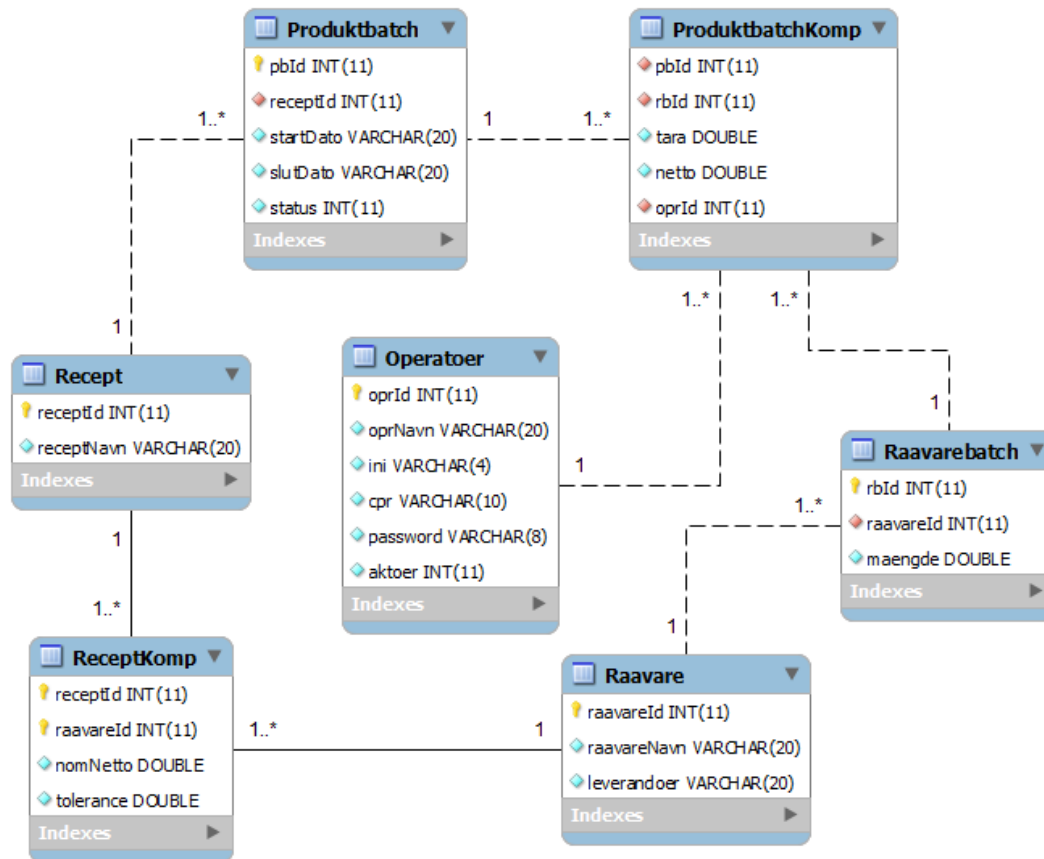 Produktbatch
pbId INT(11)
receptId INT(11)
startDato VARCHAR(20)
slutDato VARCHAR(20)
status INT(11)
Indexes
ProduktbatchKomp
pbId INT(11)
rbId INT(11)
tara DOUBLE
netto DOUBLE
oprId INT(11)
Indexes
1..*
1
1..*
1..*
1..*
1
1
Recept
receptId INT(11)
receptNavn VARCHAR(20)
Indexes
Operatoer
oprId INT(11)
oprNavn VARCHAR(20)
ini VARCHAR(4)
cpr VARCHAR(10)
password VARCHAR(8)
aktoer INT(11)
Indexes
1
Raavarebatch
rbId INT(11)
raavareId INT(11)
maengde DOUBLE
Indexes
1..*
1
1
1..*
ReceptKomp
receptId INT(11)
raavareId INT(11)
nomNetto DOUBLE
tolerance DOUBLE
Indexes
1..*
1
Raavare
raavareId INT(11)
raavareNavn VARCHAR(20)
leverandoer VARCHAR(20)
Indexes